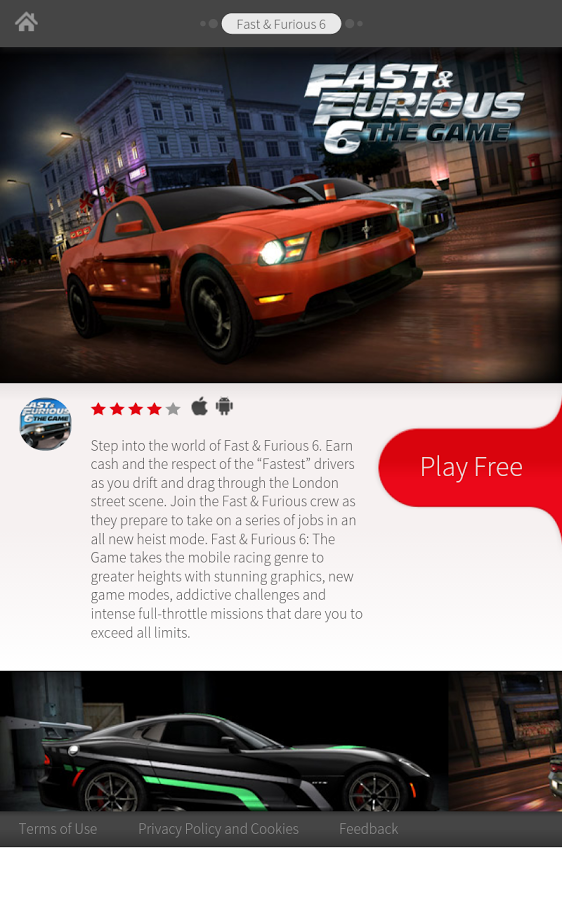 Fast & Furious 6
FAST &
FURIOUS
6 THE GAME
FAST &
FURIOUS
6 THE GAME
Step into the world of Fast & Furious 6. Earn
cash and the respect of the “Fastest” drivers
as you drift and drag through the London
street scene. Join the Fast & Furious crew as
they prepare to take on a series of jobs in an
all new heist mode. Fast & Furious 6: The
Game takes the mobile racing genre to
greater heights with stunning graphics, new
game modes, addictive challenges and
intense full-throttle missions that dare you to
exceed all limits.
Play Free
Terms of Use
Privacy Policy and Cookies
Feedback